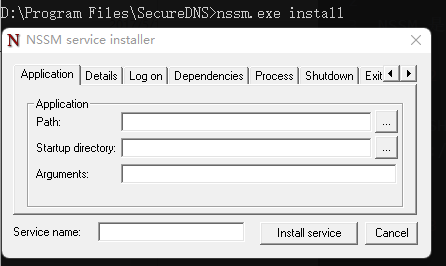 D:\Program Files\SecureDNS>nssm.exe install
N NSSM service installer
Application Details Log on Dependencies Process Shutdown Exit
Application
Path:
...
Startup directory:
...
Arguments:
Service name:
Install service
Cancel